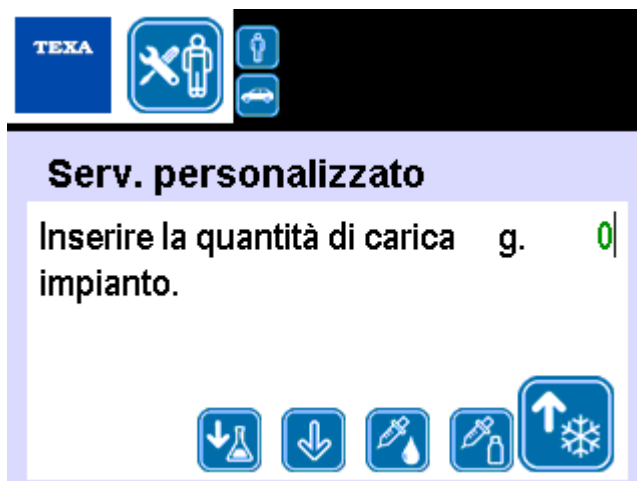 TEXA
Serv. personalizzato
Inserire la quantità di carica g. 0
impianto.